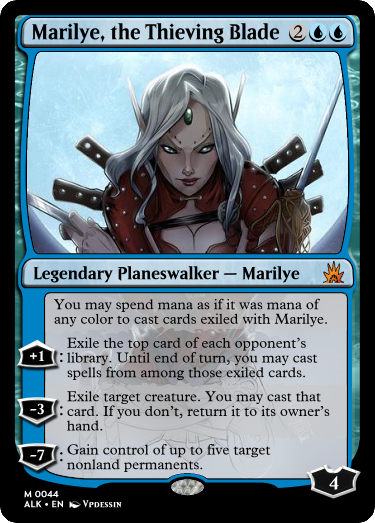 Marilye, the Thieving Blade 2
Legendary Planeswalker — Marilye
You may spend mana as if it was mana of
any color to cast cards exiled with Marilye.
+1: Exile the top card of each opponent's
library. Until end of turn, you may cast
spells from among those exiled cards.
-3: Exile target creature. You may cast that
card. If you don't, return it to its owner's
hand.
-7: Gain control of up to five target
nonland permanents.
4
M 0044
ALK • EN Vpdessin